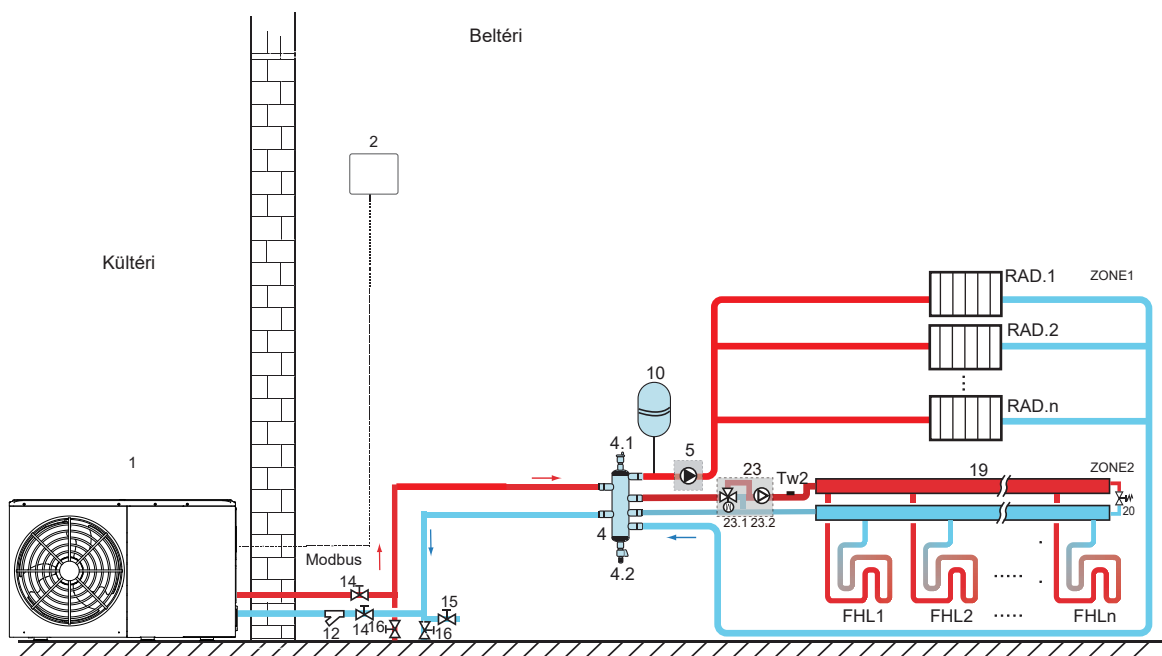 Beltéri
Kültéri
2
1
Modbus
14
12
14
16
16
15
10
4.1
5
4
4.2
23
Tw2
23.1
23.2
19
20
RAD.1
ZONE1
RAD.2
RAD.n
ZONE2
FHL1
FHL2
FHLn